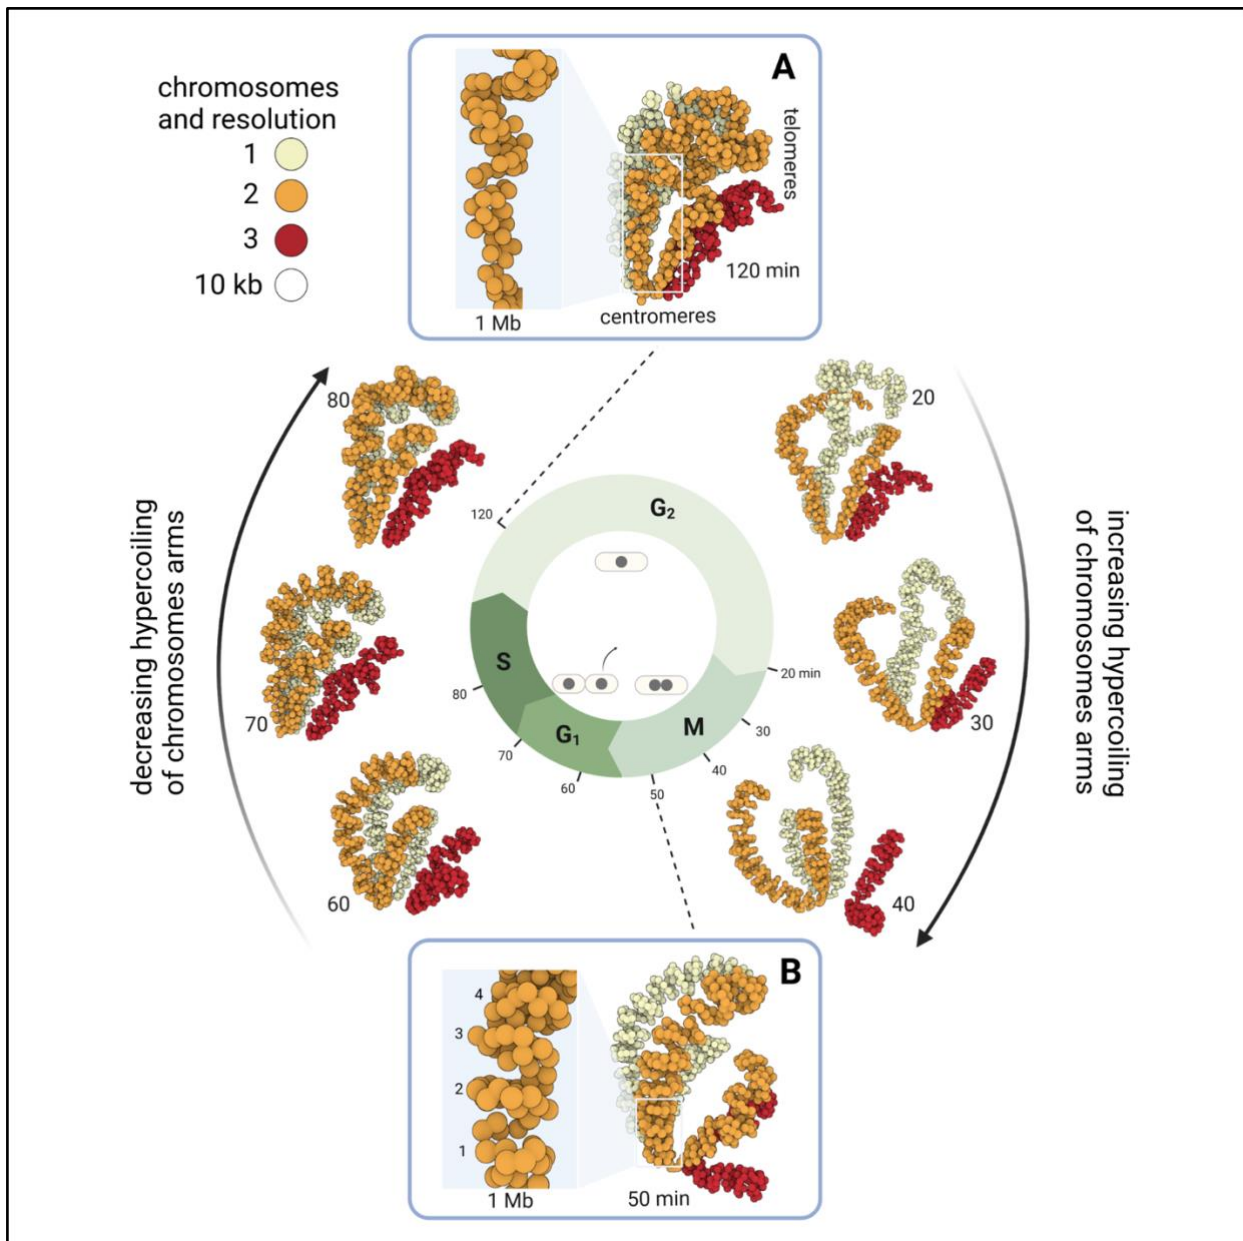 A
chromosomes
and resolution
1
2
3
10 kb
telomeres
120 min
centromeres
1 Mb
80
20
decreasing hypercoiling
of chromosomes arms
increasing hypercoiling
of chromosomes arms
120
G2
S
80
20 min
70
G1
M
30
70
30
60
50
40
60
40
B
4
3
2
1
1 Mb
50 min